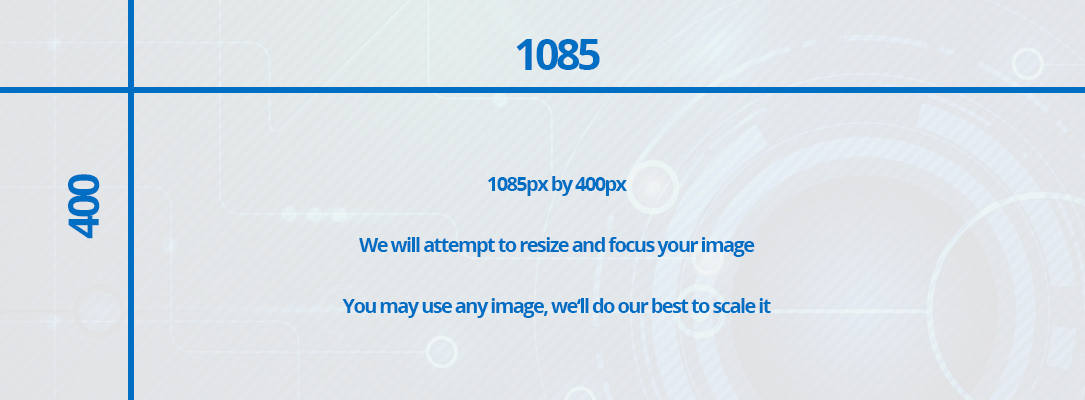 1085
400
1085px by 400px
We will attempt to resize and focus your image
You may use any image, we'll do our best to scale it